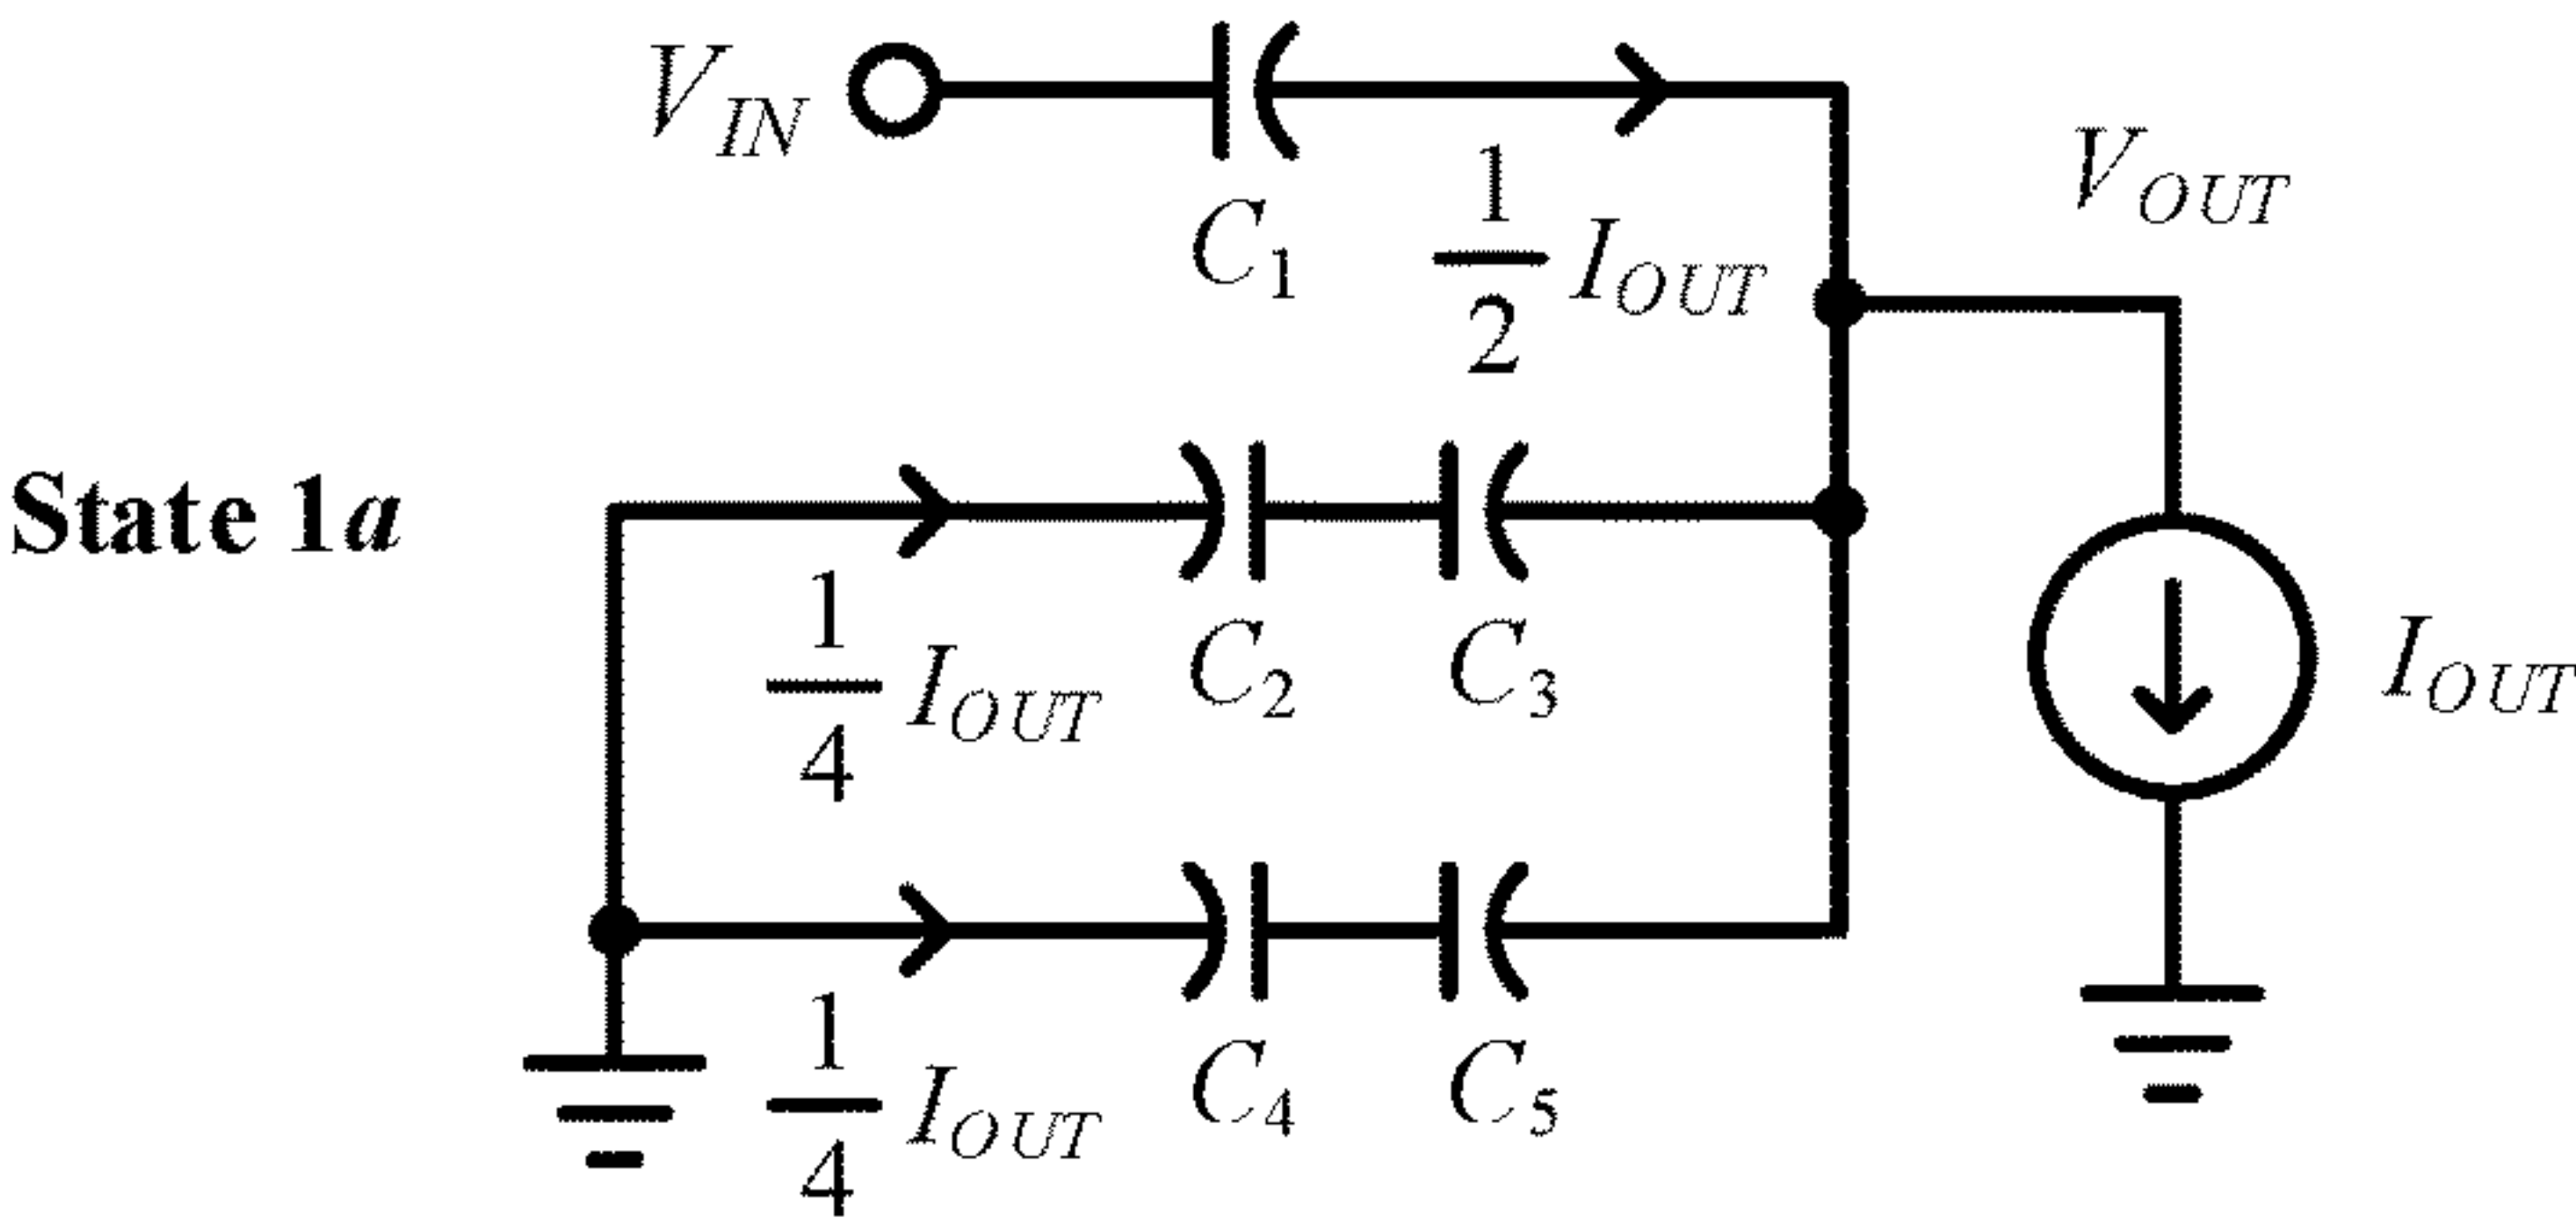 V_IN
C_1
1/2 I_OUT
V_OUT
State 1a
1/4 I_OUT
C_2
C_3
I_OUT
1/4 I_OUT
C_4
C_5